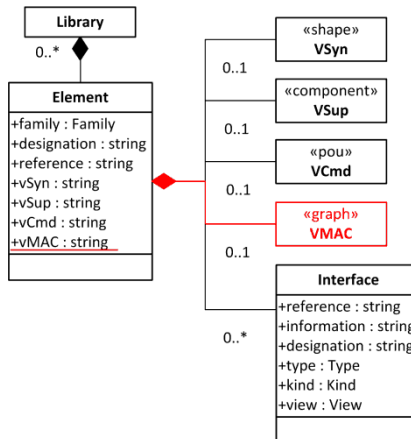 Library
0..*
Element
+family : Family
+designation : string
+reference : string
+vSyn : string
+vSup : string
+vCmd : string
+vMAC : string
«shape»
VSyn
0..1
«component»
VSup
0..1
«pou»
VCmd
0..1
«graph»
VMAC
0..1
Interface
+reference : string
+information : string
+designation : string
+type : Type
+kind : Kind
+view : View
0..*